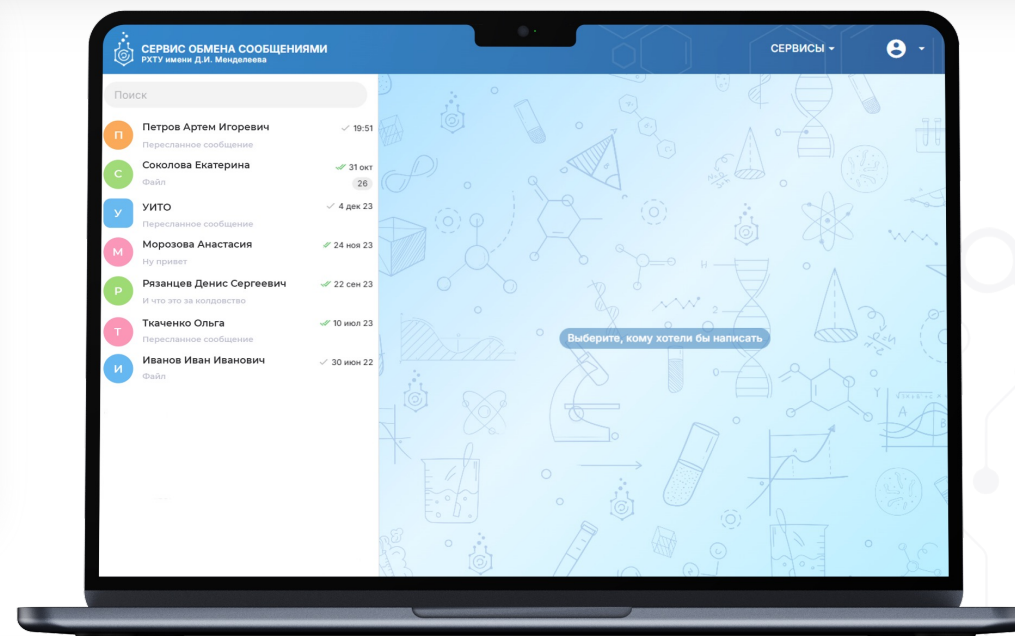 СЕРВИС ОБМЕНА СООБЩЕНИЯМИ
РХТУ имени Д.И. Менделеева
СЕРВИСЫ
Поиск
П
Петров Артем Игоревич
19:51
Пересланное сообщение
С
Соколова Екатерина
31 окт
Файл
26
У
УИТО
4 дек 23
Пересланное сообщение
М
Морозова Анастасия
24 ноя 23
Ну привет
Р
Рязанцев Денис Сергеевич
22 сен 23
И что это за колдовство
Т
Ткаченко Ольга
10 июл 23
Пересланное сообщение
И
Иванов Иван Иванович
30 июн 22
Файл
Выберите, кому хотели бы написать
H
2
0
0
Y
A
B